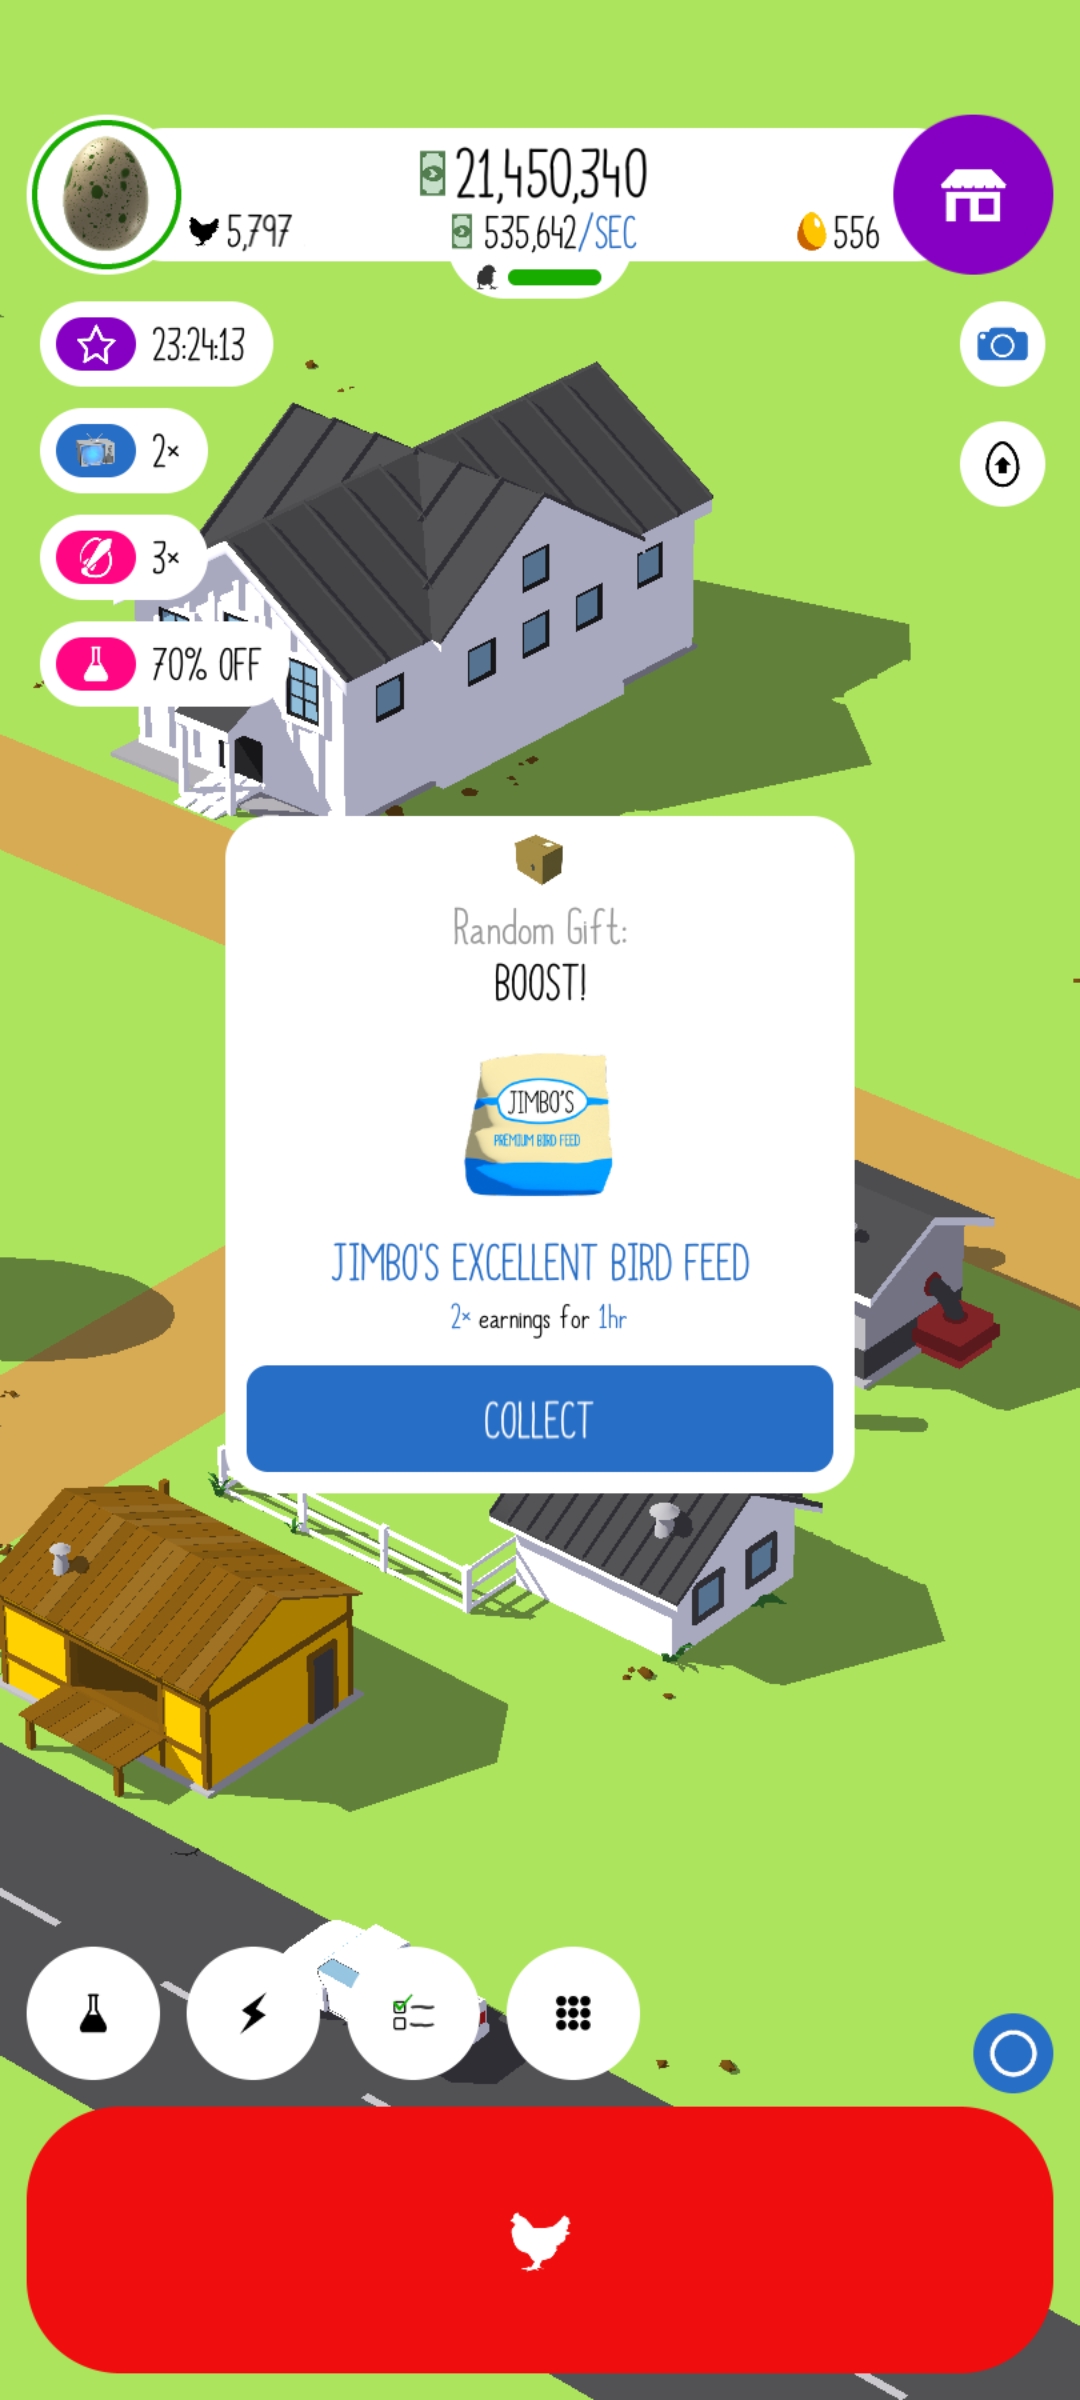 21,450,340
5,797
535,642/SEC
556
23:24:13
2×
3×
70% OFF
Random Gift:
BOOST!
JIMBO'S
PREMIUM BIRD FEED
JIMBO'S EXCELLENT BIRD FEED
2× earnings for 1hr
COLLECT